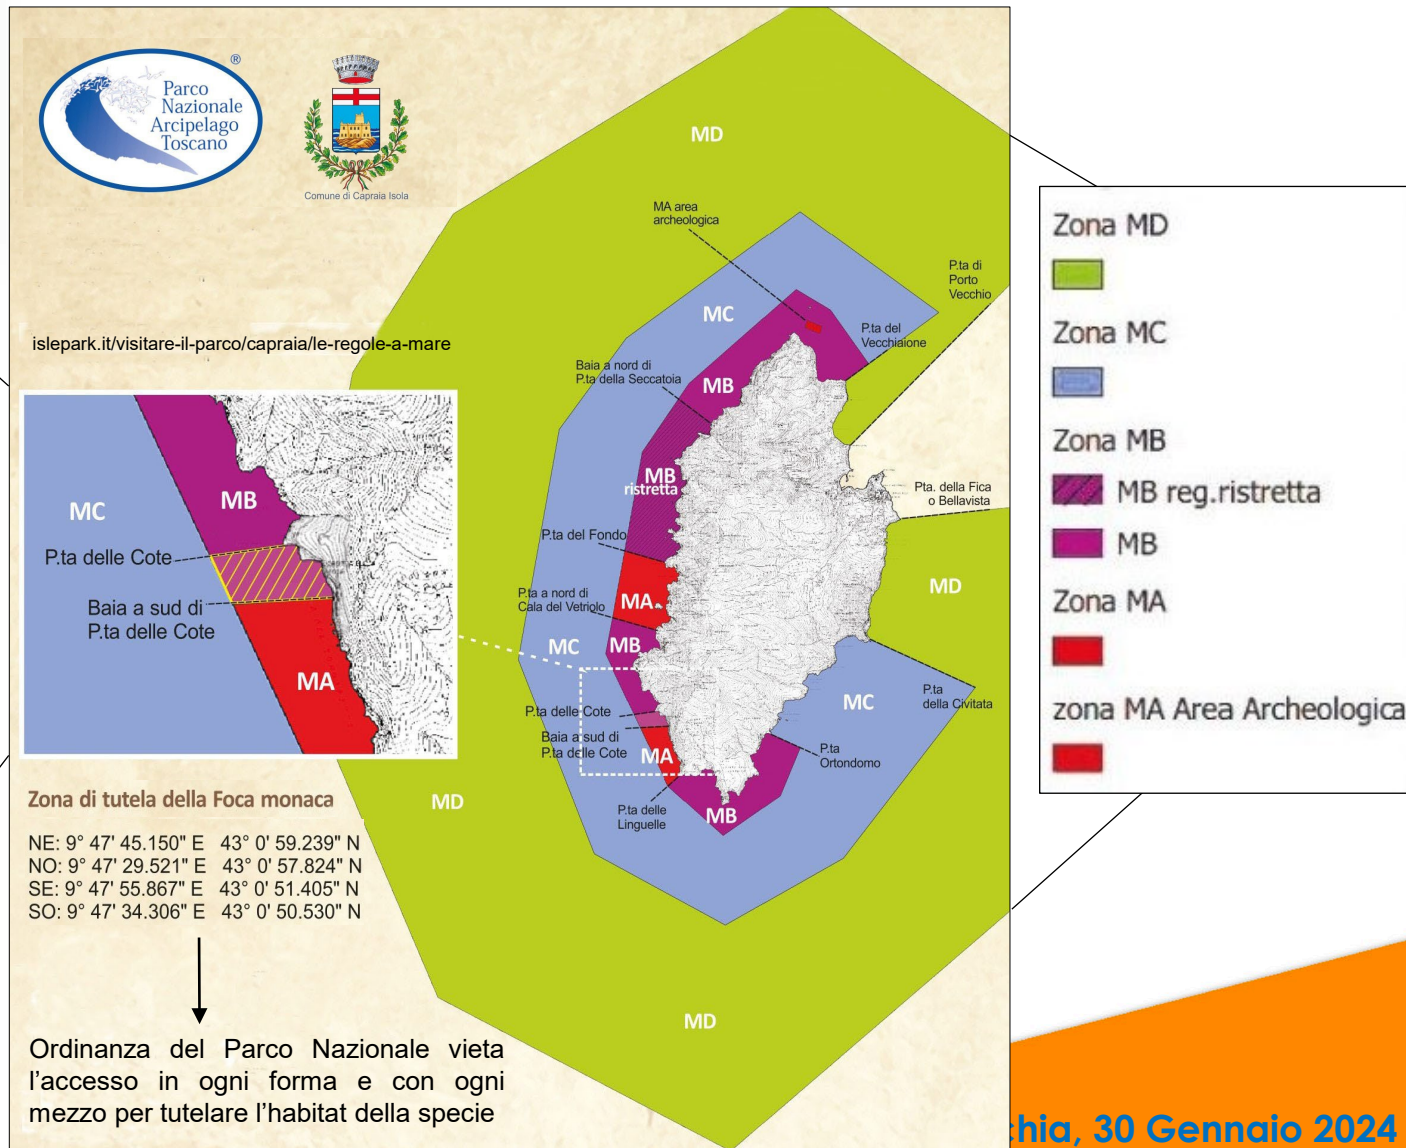 Parco
Nazionale
Arcipelago
Toscano
®
Comune di Capraia Isola
islepark.it/visitare-il-parco/capraia/le-regole-a-mare
MD
MA area
archeologica
P.ta di
Porto
Vecchio
MC
P.ta del
Vecchiaione
Baia a nord di
P.ta della Seccatoia
MB
MB
ristretta
Pta. della Fica
o Bellavista
P.ta del Fondo
MD
P.ta a nord di
Cala del Vetriolo
MA
MC
MB
P.ta
della Civitata
MC
P.ta delle Cote
Baia a sud di
P.ta delle Cote
MA
P.ta
Ortondomo
P.ta delle
Linguelle
MB
MD
MD
MC
MB
P.ta delle Cote
Baia a sud di
P.ta delle Cote
MA
Zona di tutela della Foca monaca
NE: 9° 47' 45.150" E 43° 0' 59.239" N
NO: 9° 47' 29.521" E 43° 0' 57.824" N
SE: 9° 47' 55.867" E 43° 0' 51.405" N
SO: 9° 47' 34.306" E 43° 0' 50.530" N
Ordinanza del Parco Nazionale vieta
l'accesso in ogni forma e con ogni
mezzo per tutelare l'habitat della specie
Zona MD
Zona MC
Zona MB
MB reg.ristretta
MB
Zona MA
zona MA Area Archeologica
chia, 30 Gennaio 2024